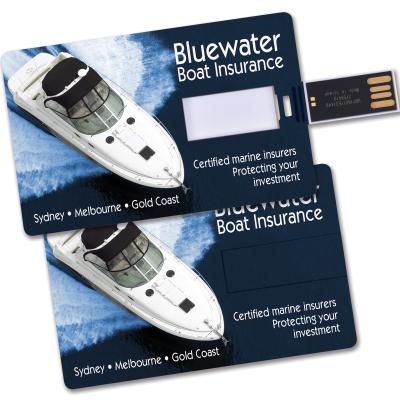 Bluewater
Boat Insurance
Certified marine insurers
Protecting your
investment
Sydney • Melbourne • Gold Coast
Bluewater
Boat Insurance
Certified marine insurers
Protecting your
investment
Sydney • Melbourne • Gold Coast